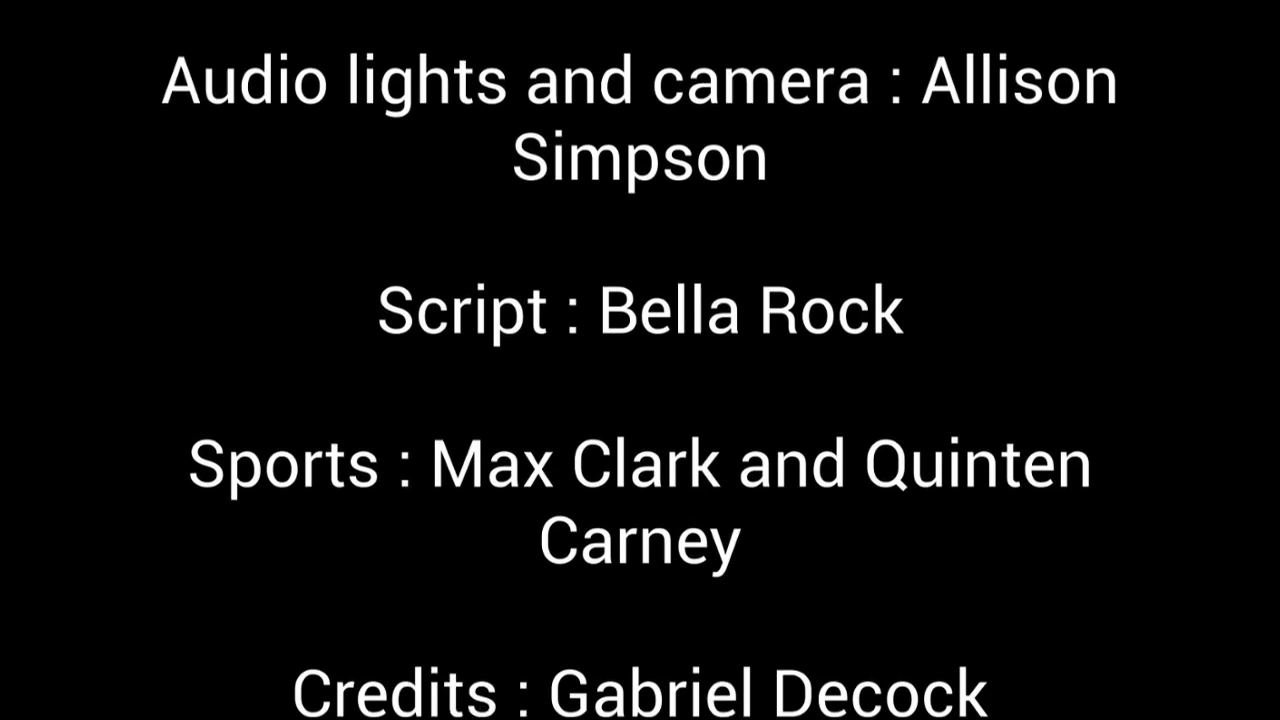 Audio lights and camera : Allison
Simpson
Script : Bella Rock
Sports : Max Clark and Quinten
Carney
Credits : Gabriel Decock